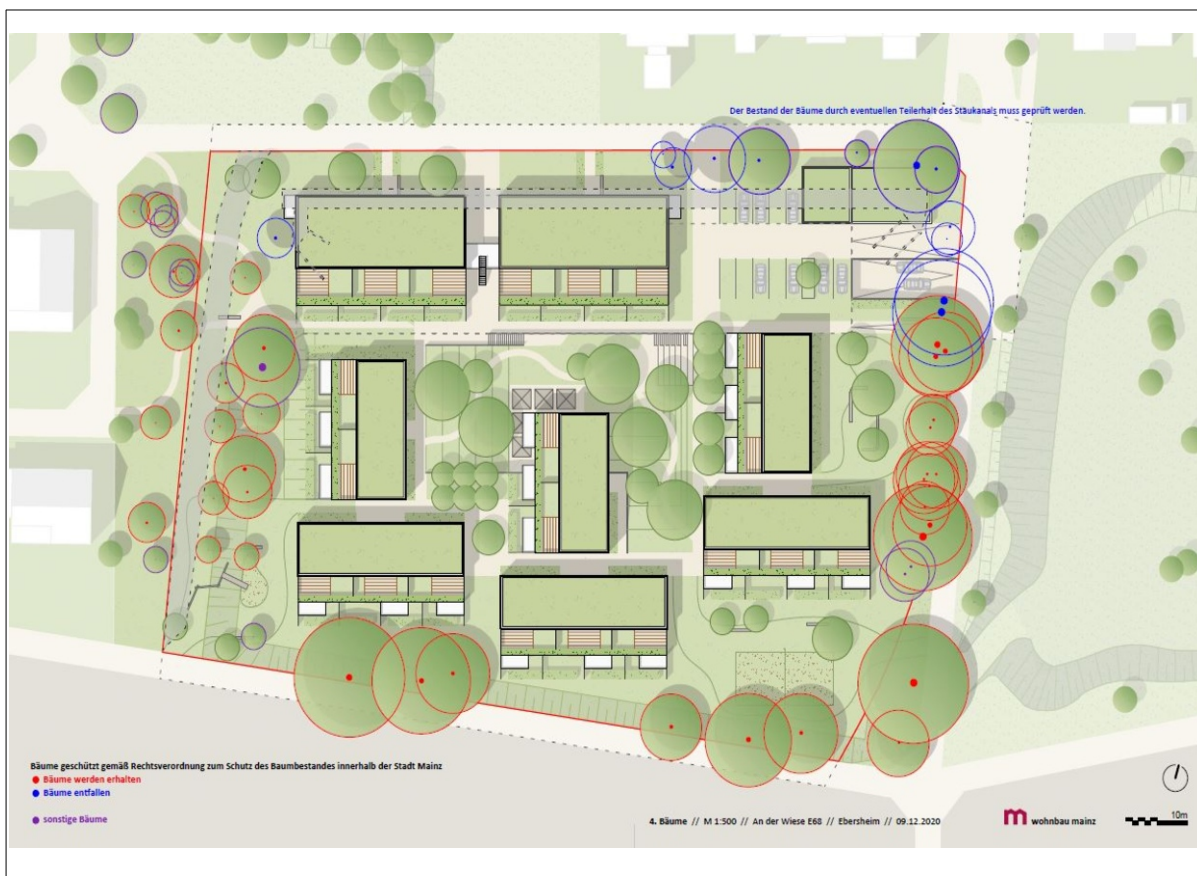 Der Bestand der Bäume durch eventuellen Teilerhalt des Staukanals muss geprüft werden.
Bäume geschützt gemäß Rechtsverordnung zum Schutz des Baumbestandes innerhalb der Stadt Mainz
Bäume werden erhalten
Bäume entfallen
sonstige Bäume
4. Bäume // M 1:500 // An der Wiese E68 // Ebersheim // 09.12.2020
m wohnbau mainz
10m